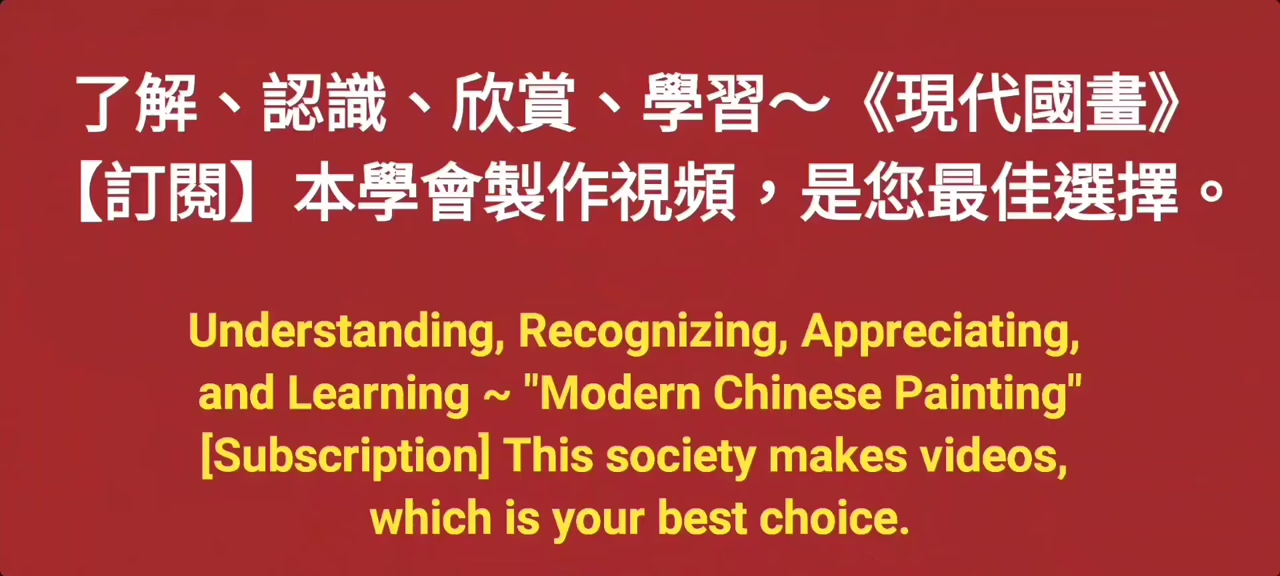 了解、認識、欣賞、學習～《現代國畫》
【訂閱】本學會製作視頻，是您最佳選擇。
Understanding, Recognizing, Appreciating,
and Learning ~ "Modern Chinese Painting"
[Subscription] This society makes videos,
which is your best choice.